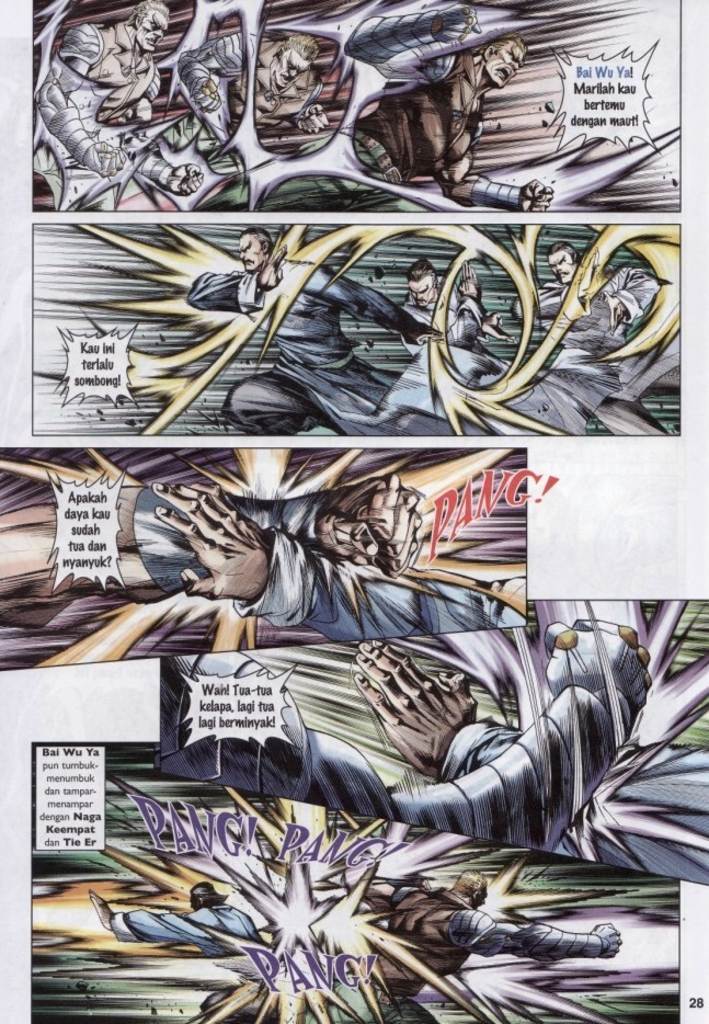 Bai Wu Ya!
Marilah kau
bertemu
dengan maut!
Kau ini
terlalu
sombong!
Apakah
daya kau
sudah
tua dan
nyanyuk?
PANG!
Wah! Tua-tua
kelapa, lagi tua
lagi berminyak!
Bai Wu Ya
pun tumbuk-
menumbuk
dan tampar-
menampar
dengan Naga
Keempat
dan Tie Er
PANG! PANG!
PANG!
28